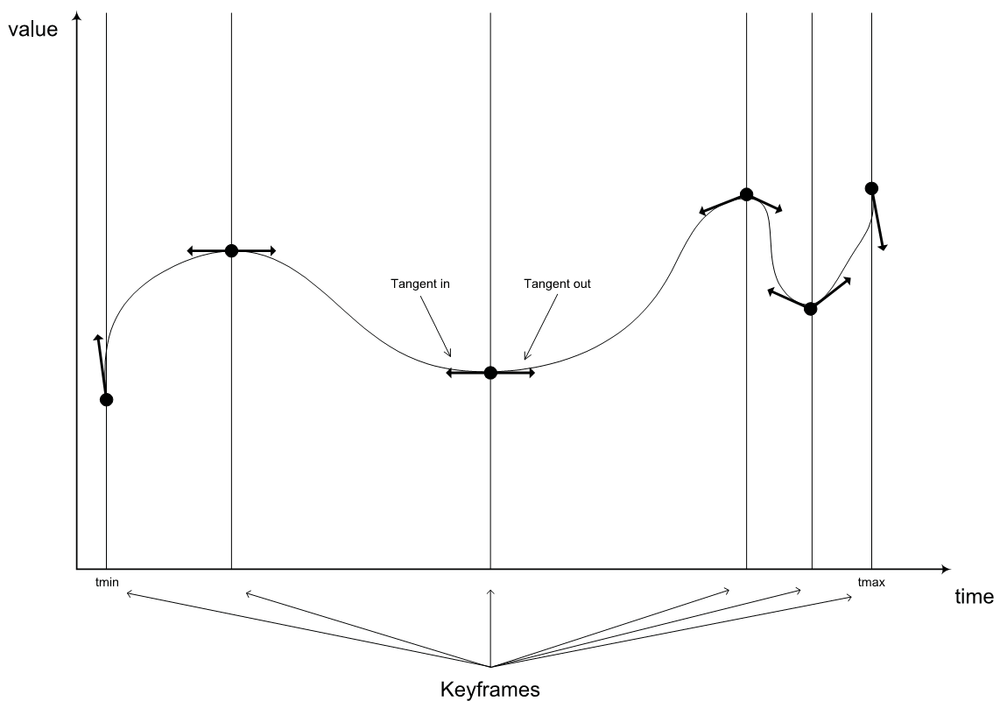 value
Tangent in
Tangent out
tmin
tmax
time
Keyframes